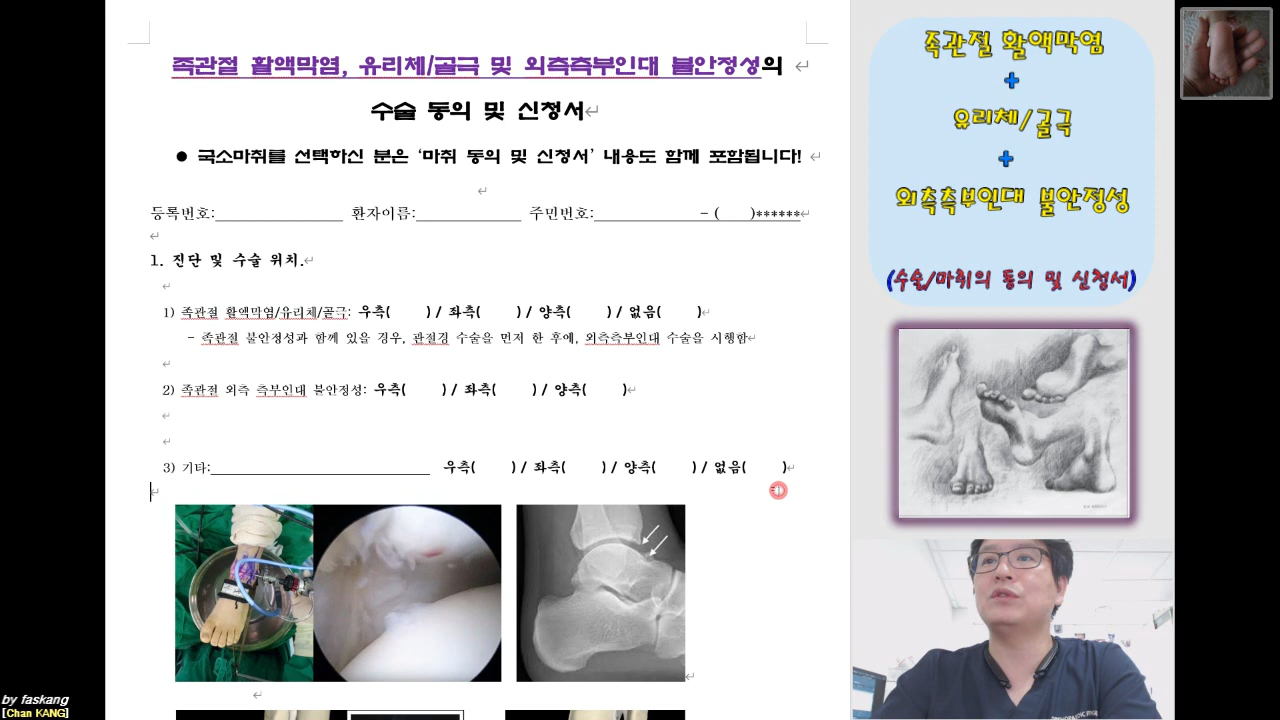 족관절 활액막염, 유리체/골극 및 외측측부인대 불안정성의
수술 동의 및 신청서
● 국소마취를 선택하신 분은 ‘마취 동의 및 신청서’ 내용도 함께 포함됩니다!
등록번호:________________ 환자이름:_____________ 주민번호:_____________ – (    )******
1. 진단 및 수술 위치.
1) 족관절 활액막염/유리체/골극: 우측(    ) / 좌측(    ) / 양측(    ) / 없음(    )
- 족관절 불안정성과 함께 있을 경우, 관절경 수술을 먼저 한 후에, 외측측부인대 수술을 시행함
2) 족관절 외측 측부인대 불안정성: 우측(    ) / 좌측(    ) / 양측(    )
3) 기타:____________________________ 우측(    ) / 좌측(    ) / 양측(    ) / 없음(    )
족관절 활액막염
+
유리체/골극
+
외측측부인대 불안정성
(수술/마취의 동의 및 신청서)
by faskang
[Chan KANG]